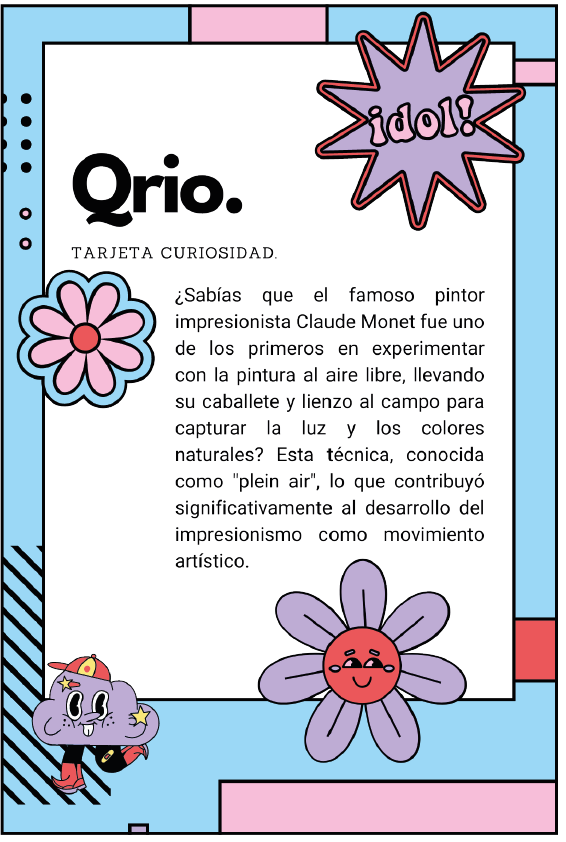 idol!
Qrio.
TARJETA CURIOSIDAD.
¿Sabías que el famoso pintor
impresionista Claude Monet fue uno
de los primeros en experimentar
con la pintura al aire libre, llevando
su caballete y lienzo al campo para
capturar la luz y los colores
naturales? Esta técnica, conocida
como "plein air", lo que contribuyó
significativamente al desarrollo del
impresionismo como movimiento
artístico.